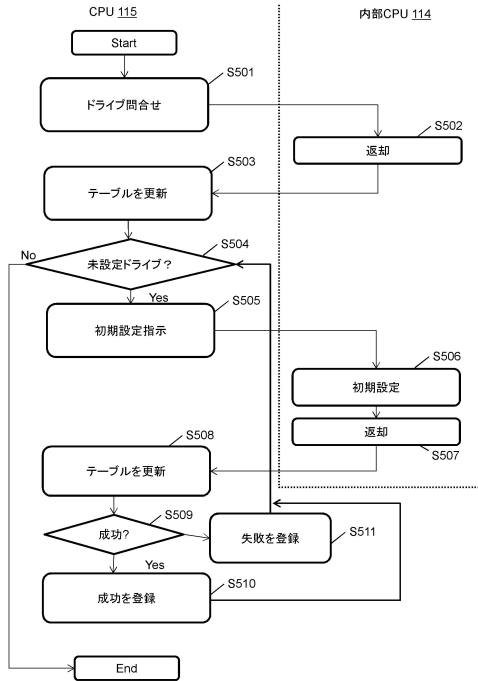 CPU 115
内部CPU 114
Start
S501
ドライブ問合せ
S502
返却
S503
テーブルを更新
S504
No
未設定ドライブ？
Yes
S505
初期設定指示
S506
初期設定
返却
S507
S508
テーブルを更新
S509
成功？
S511
失敗を登録
Yes
S510
成功を登録
End